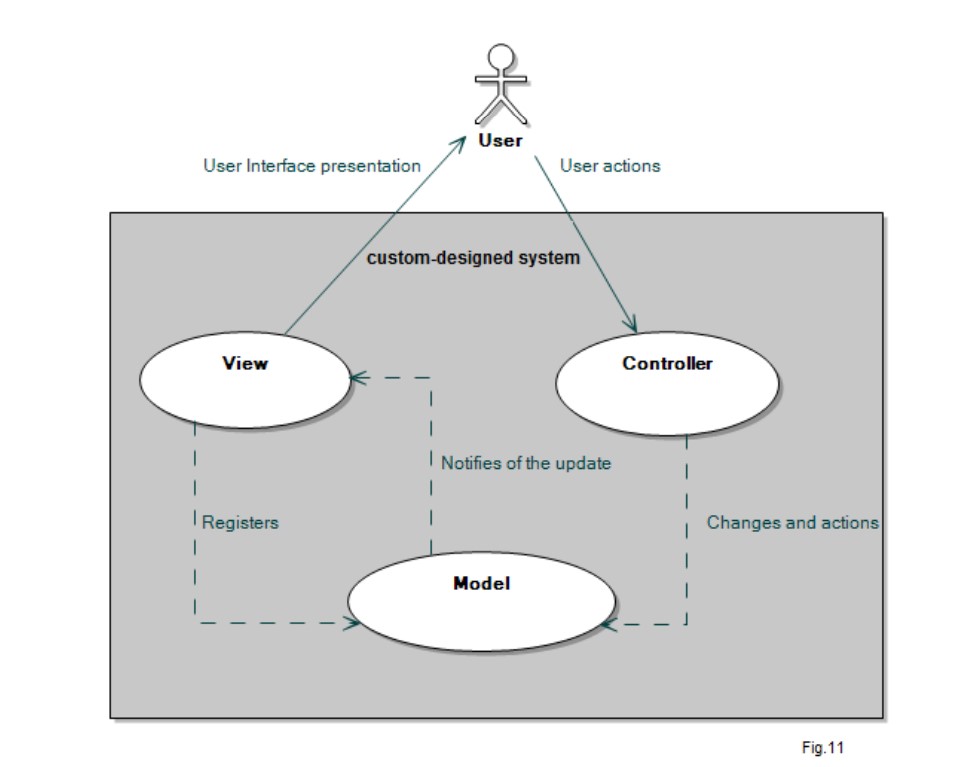 User
User Interface presentation
User actions
custom-designed system
View
Controller
Notifies of the update
Registers
Changes and actions
Model
Fig.11